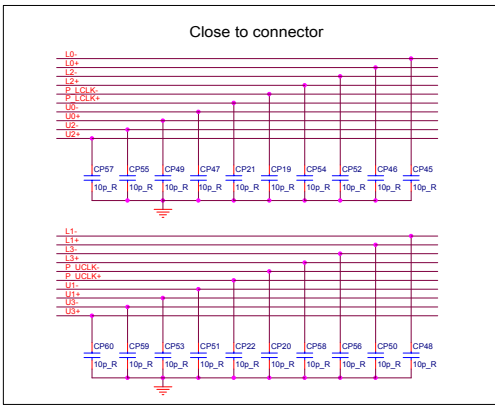 Close to connector
L0-
L0+
L2-
L2+
P_LCLK-
P_LCLK+
U0-
U0+
U2-
U2+
CP57 CP55 CP49 CP47 CP21 CP19 CP54 CP52 CP46 CP45
10p_R 10p_R 10p_R 10p_R 10p_R 10p_R 10p_R 10p_R 10p_R 10p_R
L1-
L1+
L3-
L3+
P_UCLK-
P_UCLK+
U1-
U1+
U3-
U3+
CP60 CP59 CP53 CP51 CP22 CP20 CP58 CP56 CP50 CP48
10p_R 10p_R 10p_R 10p_R 10p_R 10p_R 10p_R 10p_R 10p_R 10p_R